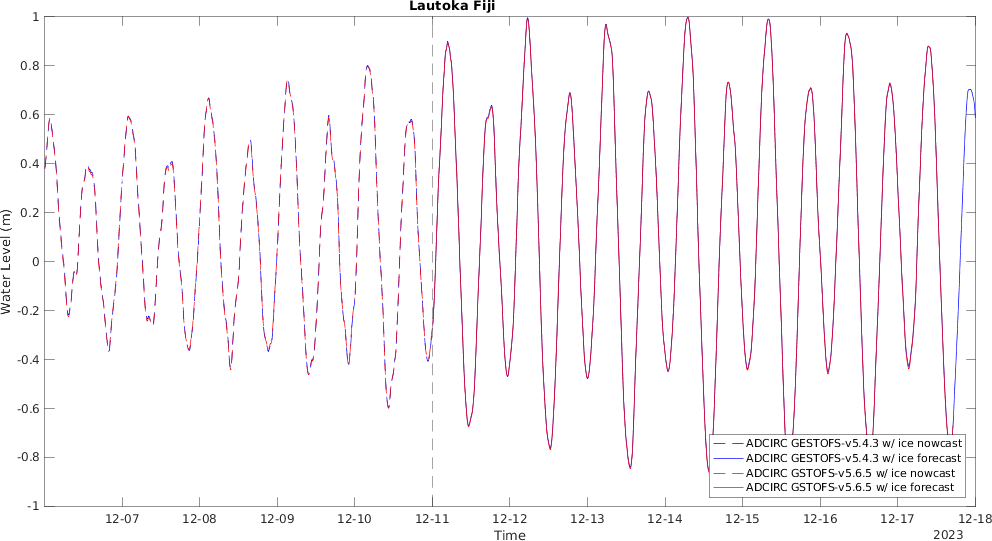 Lautoka Fiji
1
0.8
0.6
0.4
0.2
0
-0.2
-0.4
-0.6
-0.8
-1
Water Level (m)
ADCIRC GESTOFS-v5.4.3 w/ ice nowcast
ADCIRC GESTOFS-v5.4.3 w/ ice forecast
ADCIRC GSTOFS-v5.6.5 w/ ice nowcast
ADCIRC GSTOFS-v5.6.5 w/ ice forecast
12-07 12-08 12-09 12-10 12-11 12-12 12-13 12-14 12-15 12-16 12-17 12-18
Time
2023